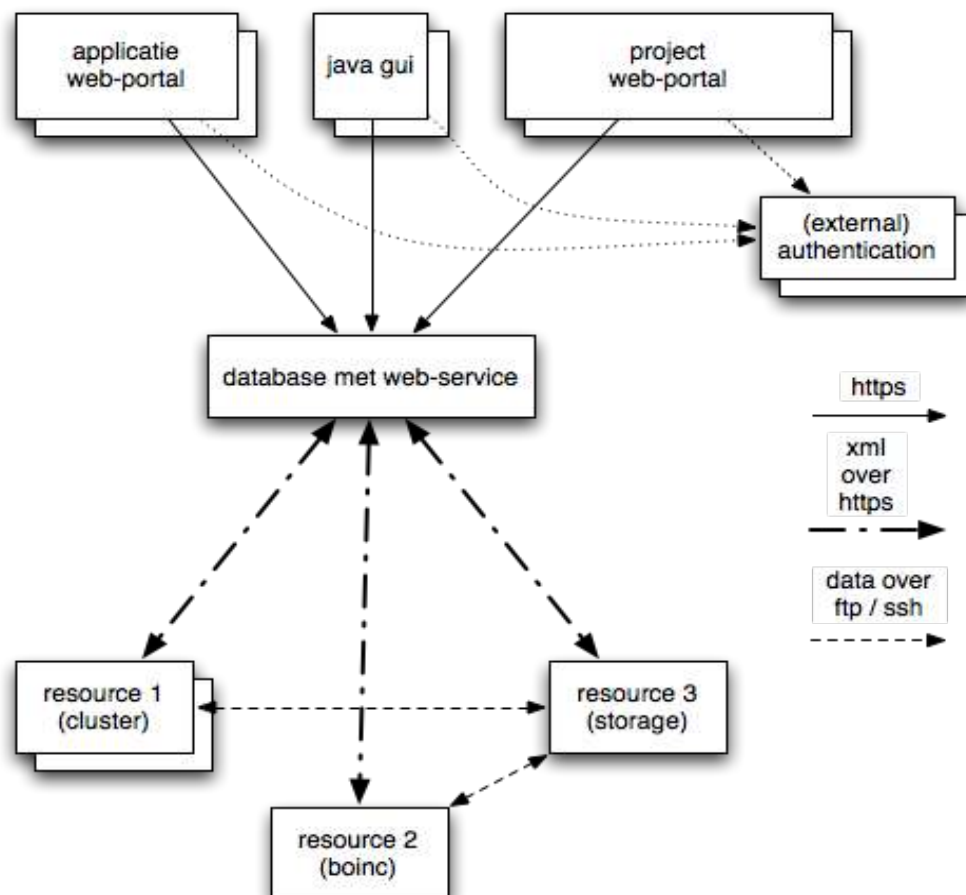 applicatie
web-portal
java gui
project
web-portal
(external)
authentication
database met web-service
https
xml
over
https
data over
ftp / ssh
resource 1
(cluster)
resource 3
(storage)
resource 2
(boinc)